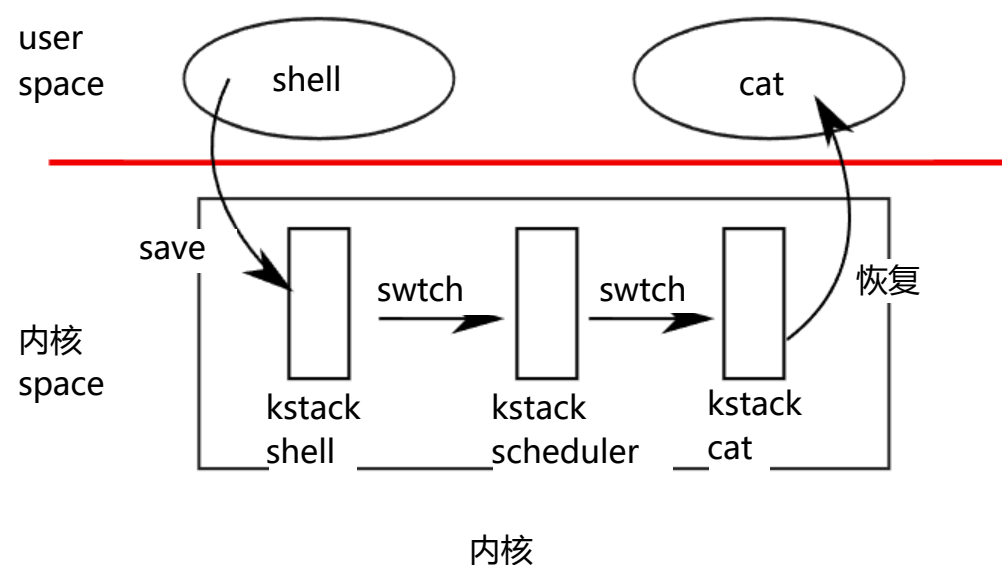 user
space
shell
cat
save
swtch
swtch
恢复
内核
space
kstack
shell
kstack
scheduler
kstack
cat
内核